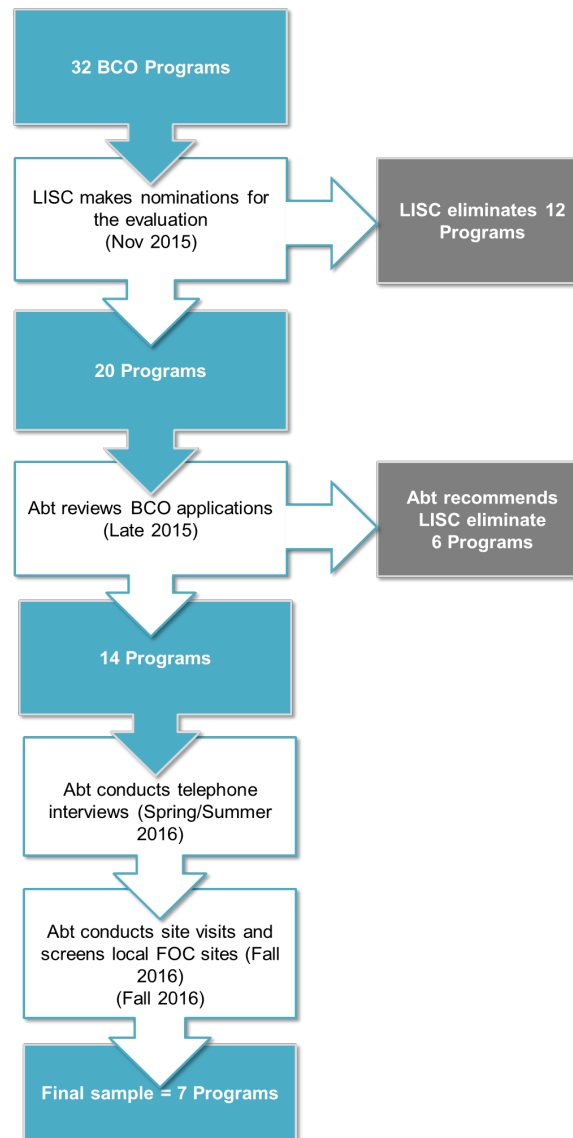 32 BCO Programs
LISC makes nominations for
the evaluation
(Nov 2015)
LISC eliminates 12
Programs
20 Programs
Abt reviews BCO applications
(Late 2015)
Abt recommends
LISC eliminate
6 Programs
14 Programs
Abt conducts telephone
interviews (Spring/Summer
2016)
Abt conducts site visits and
screens local FOC sites (Fall
2016)
(Fall 2016)
Final sample = 7 Programs